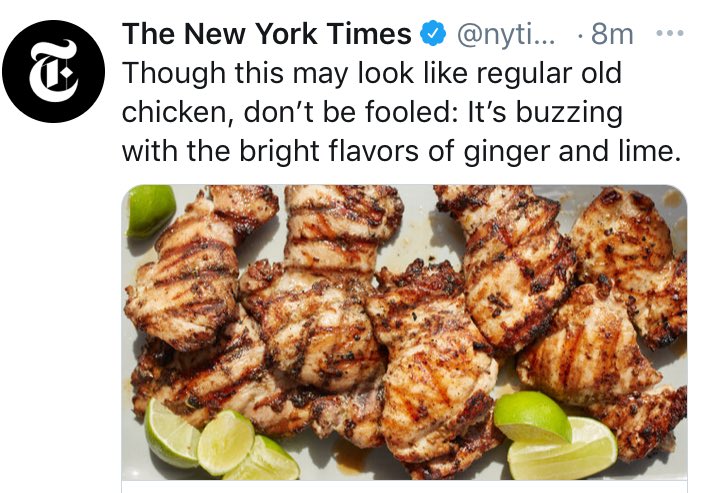 The New York Times @nyti... · 8m ...
Though this may look like regular old
chicken, don’t be fooled: It’s buzzing
with the bright flavors of ginger and lime.